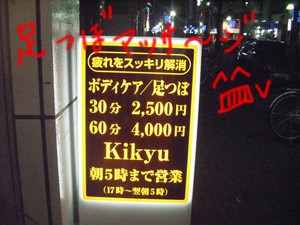 足つぼマッサ～ジ
疲れをスッキリ解消
ボディケア/足つぼ
30分 2,500円
60分 4,000円
Kikyu
朝5時まで営業
(17時～翌朝5時)